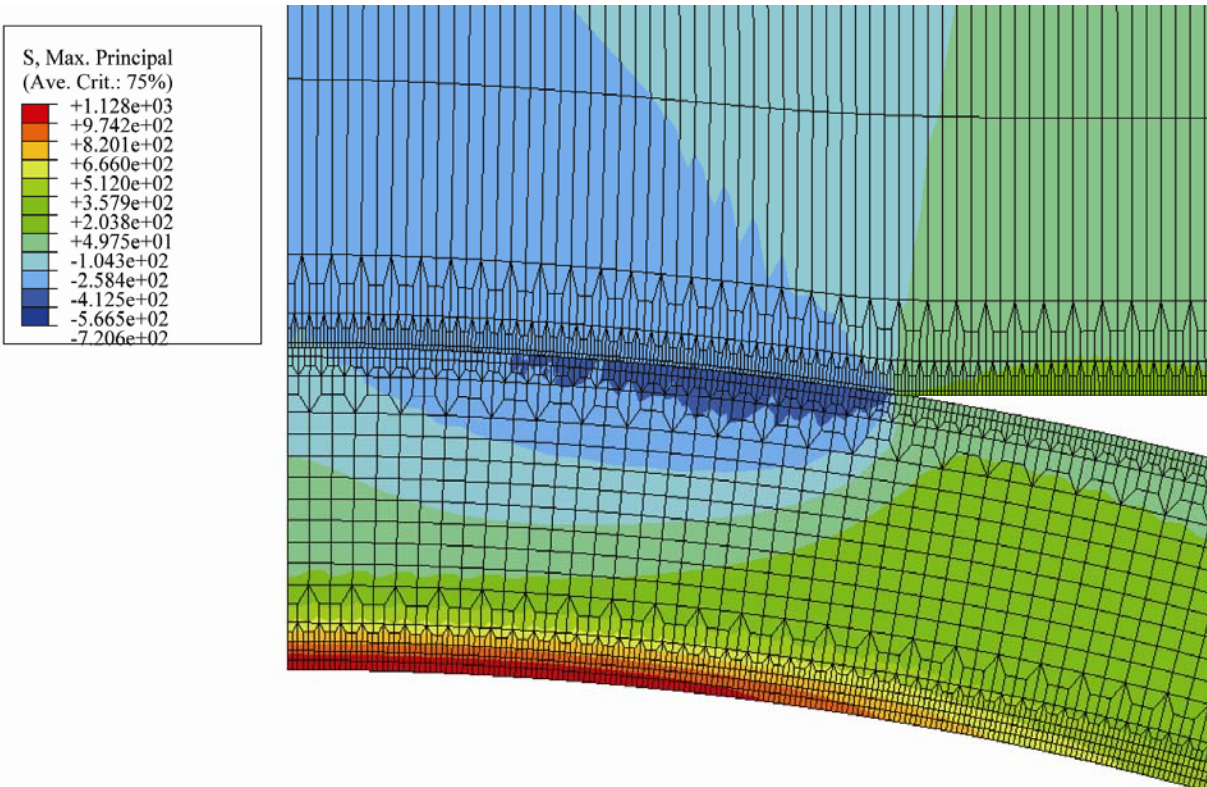 S, Max. Principal
(Ave. Crit.: 75%)
+1.128e+03
+9.742e+02
+8.201e+02
+6.660e+02
+5.120e+02
+3.579e+02
+2.038e+02
+4.975e+01
-1.043e+02
-2.584e+02
-4.125e+02
-5.665e+02
-7.206e+02